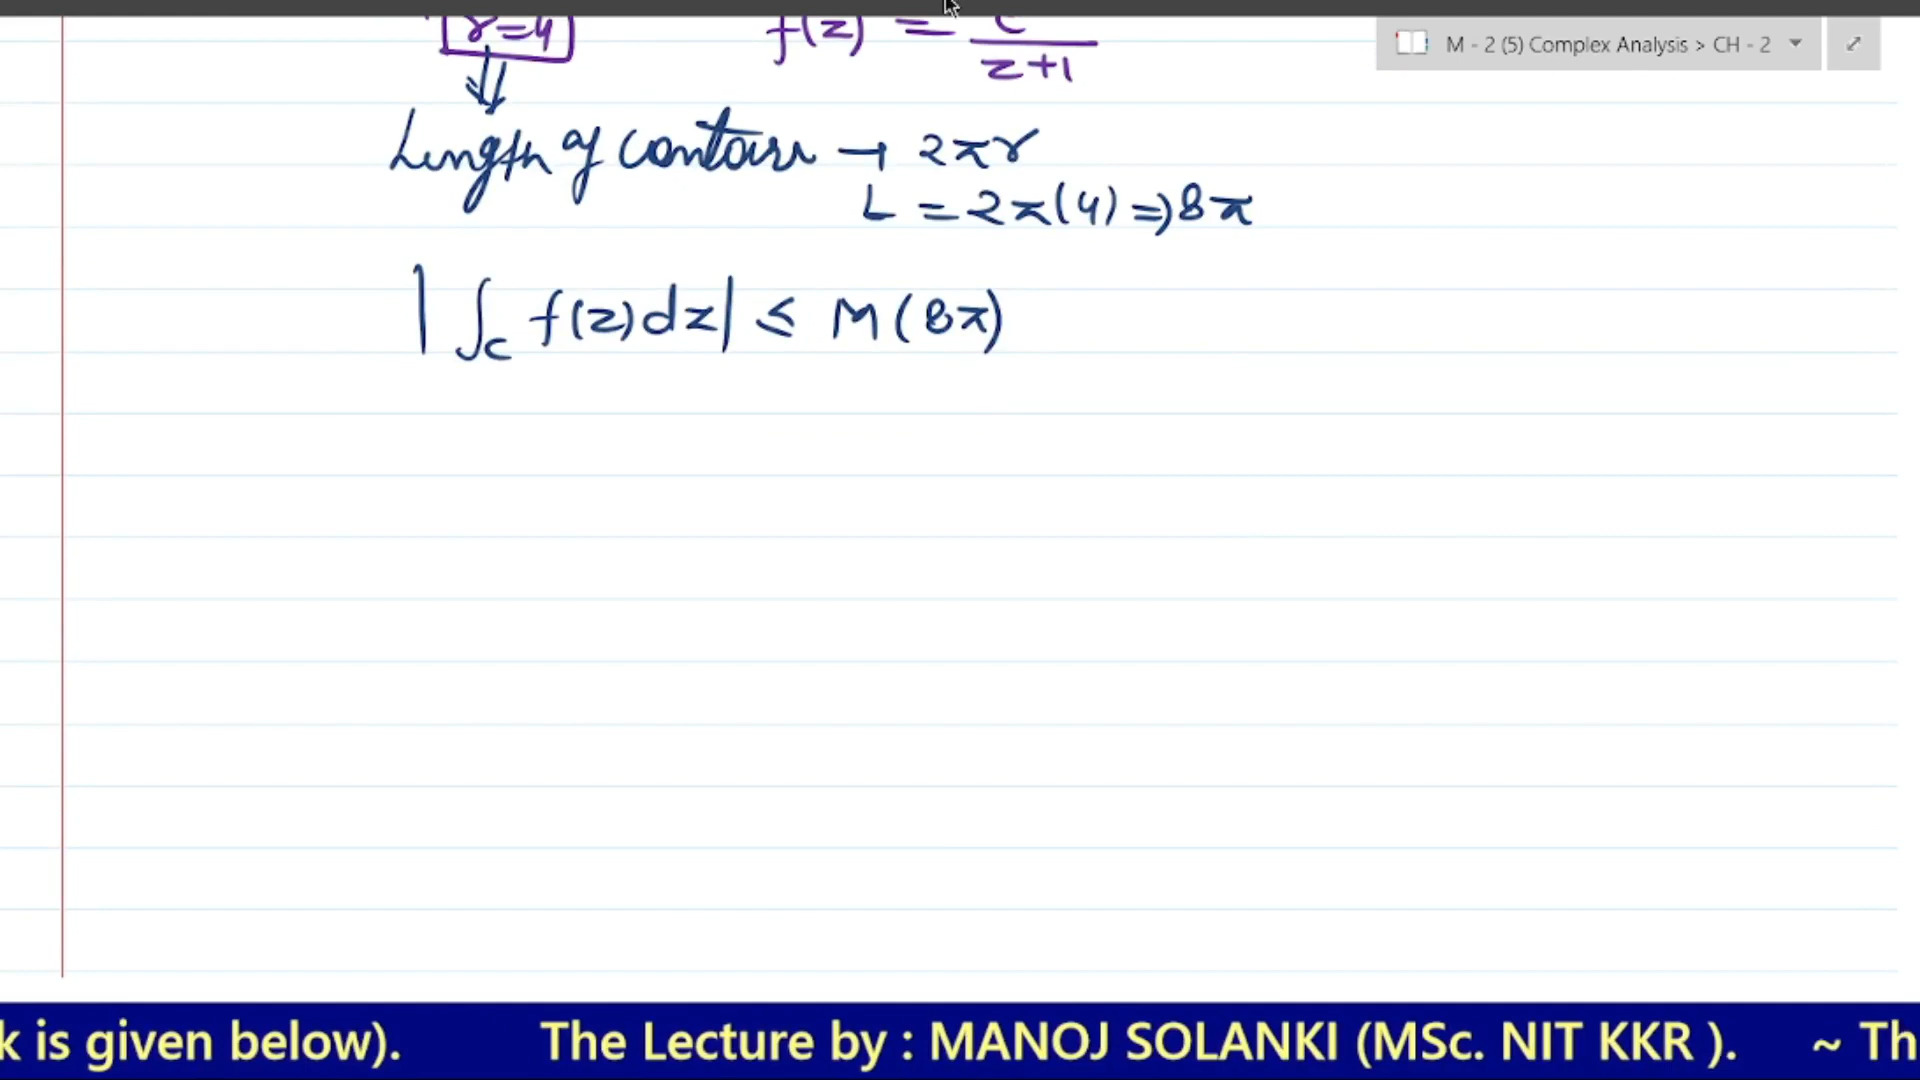 r=4 f(z) = —— z+1
M - 2 (5) Complex Analysis > CH - 2
Length of contour → 2πr
L = 2π(4) ⇒ 8π
| ∫c f(z)dz | ≤ M(8π)
k is given below). The Lecture by : MANOJ SOLANKI (MSc. NIT KKR ). ~ Th